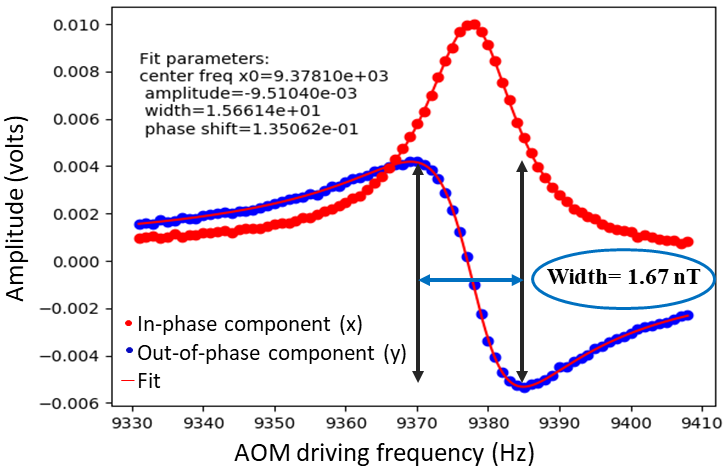 0.010
0.008
0.006
0.004
0.002
0.000
−0.002
−0.004
−0.006
Amplitude (volts)
Fit parameters:
center freq x0=9.37810e+03
amplitude=-9.51040e-03
width=1.56614e+01
phase shift=1.35062e-01
Width= 1.67 nT
In-phase component (x)
Out-of-phase component (y)
Fit
9330 9340 9350 9360 9370 9380 9390 9400 9410
AOM driving frequency (Hz)